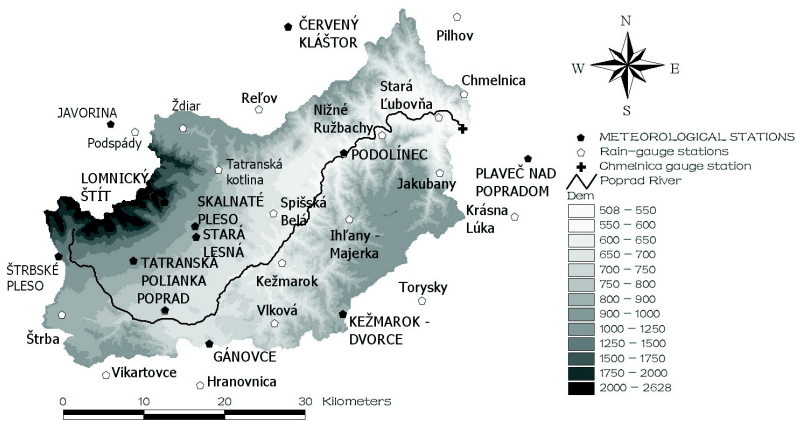 ČERVENÝ
KLÁŠTOR
Pilhov
N
W E
S
Chmelnica
Stará
Ľubovňa
Reľov
Ždiar
JAVORINA
Podspády
Nižné
Ružbachy
PODOLÍNEC
METEOROLOGICAL STATIONS
Rain-gauge stations
Chmelnica gauge station
Poprad River
Dem
508 - 550
550 - 600
600 - 650
650 - 700
700 - 750
750 - 800
800 - 900
900 - 1000
1000 - 1250
1250 - 1500
1500 - 1750
1750 - 2000
2000 - 2628
PLAVEČ NAD
POPRADOM
Tatranská
kotlina
LOMNICKÝ
ŠTÍT
Jakubany
SKALNATÉ
PLESO
Spišská
Belá
Krásna
Lúka
STARÁ
LESNÁ
Ihľany -
Majerka
ŠTRBSKÉ
PLESO
TATRANSKÁ
POLIANKA
Kežmarok
Torysky
POPRAD
Vlková
KEŽMAROK -
DVORCE
Štrba
GÁNOVCE
Vikartovce
Hranovnica
0 10 20 30 Kilometers